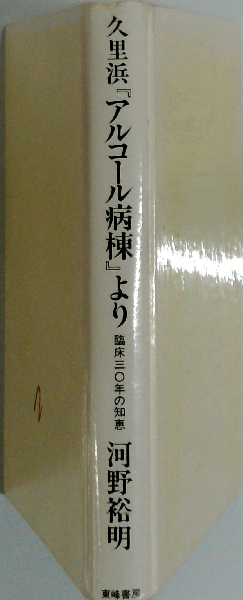 久里浜『アルコール病棟』より
臨床三〇年の知恵
河野裕明
東峰書房